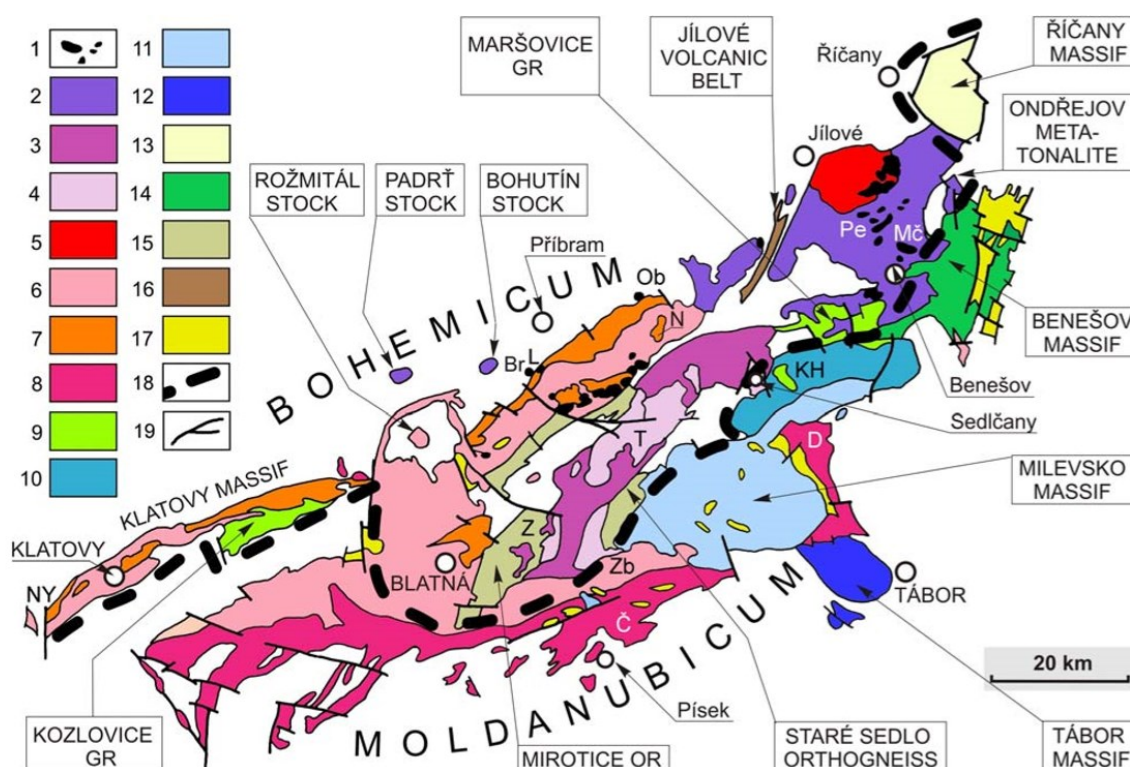 1
2
3
4
5
6
7
8
9
10
11
12
13
14
15
16
17
18
19
MARŠOVICE
GR
JÍLOVÉ
VOLCANIC
BELT
Říčany
ŘÍČANY
MASSIF
ONDŘEJOV
META-
TONALITE
Jílové
ROŽMITÁL
STOCK
PADRŤ
STOCK
BOHUTÍN
STOCK
Příbram
Pe
Mč
BOHEMICUM
Ob
N
BrL
BENEŠOV
MASSIF
KH
Benešov
Sedlčany
T
D
MILEVSKO
MASSIF
KLATOVY MASSIF
KLATOVY
NY
Z
BLATNÁ
Zb
TÁBOR
Č
20 km
MOLDANUBICUM
Písek
KOZLOVICE
GR
MIROTICE OR
STARÉ SEDLO
ORTHOGNEISS
TÁBOR
MASSIF